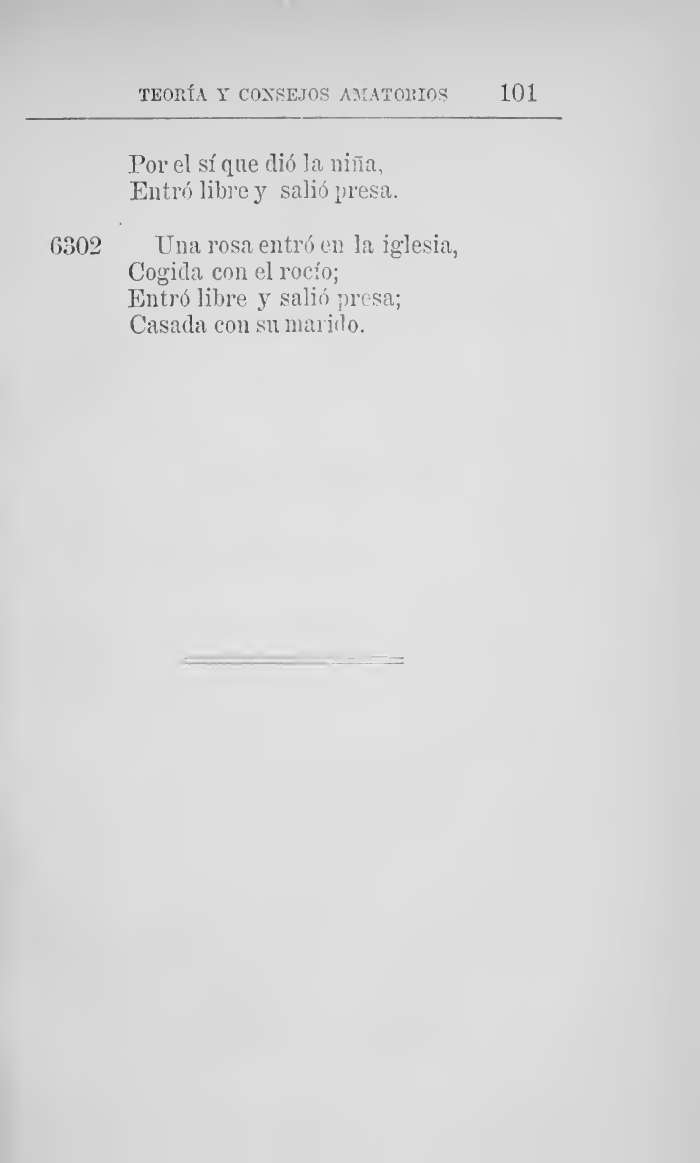 TEORÍA Y CONSEJOS AMATORIOS 101
Por el sí que dió la niña,
Entró libre y salió presa.
6302 Una rosa entró en la iglesia,
Cogida con el rocío;
Entró libre y salió presa;
Casada con su marido.